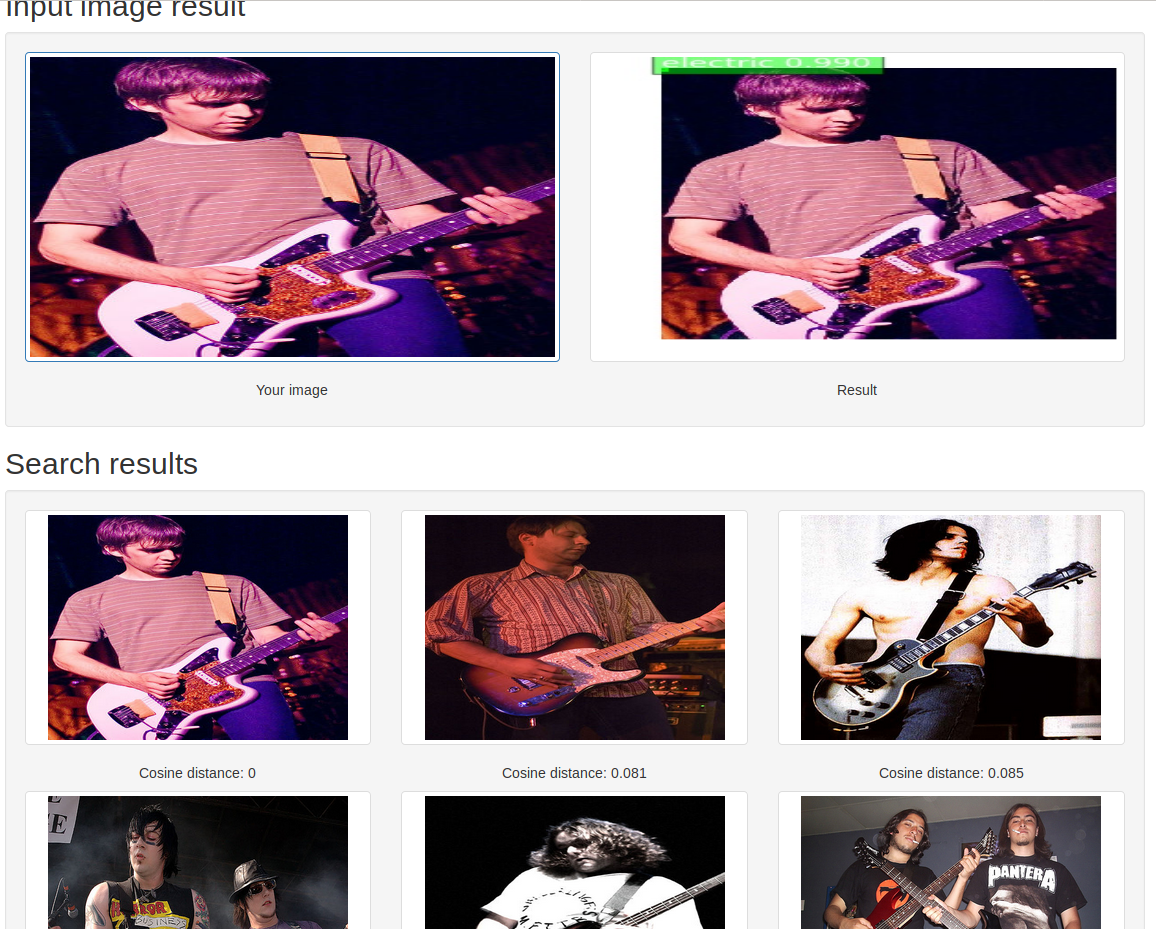 Input image result
electric 0.990
Your image
Result
Search results
Cosine distance: 0
Cosine distance: 0.081
Cosine distance: 0.085
E
E
BUSINESS
PANTERA